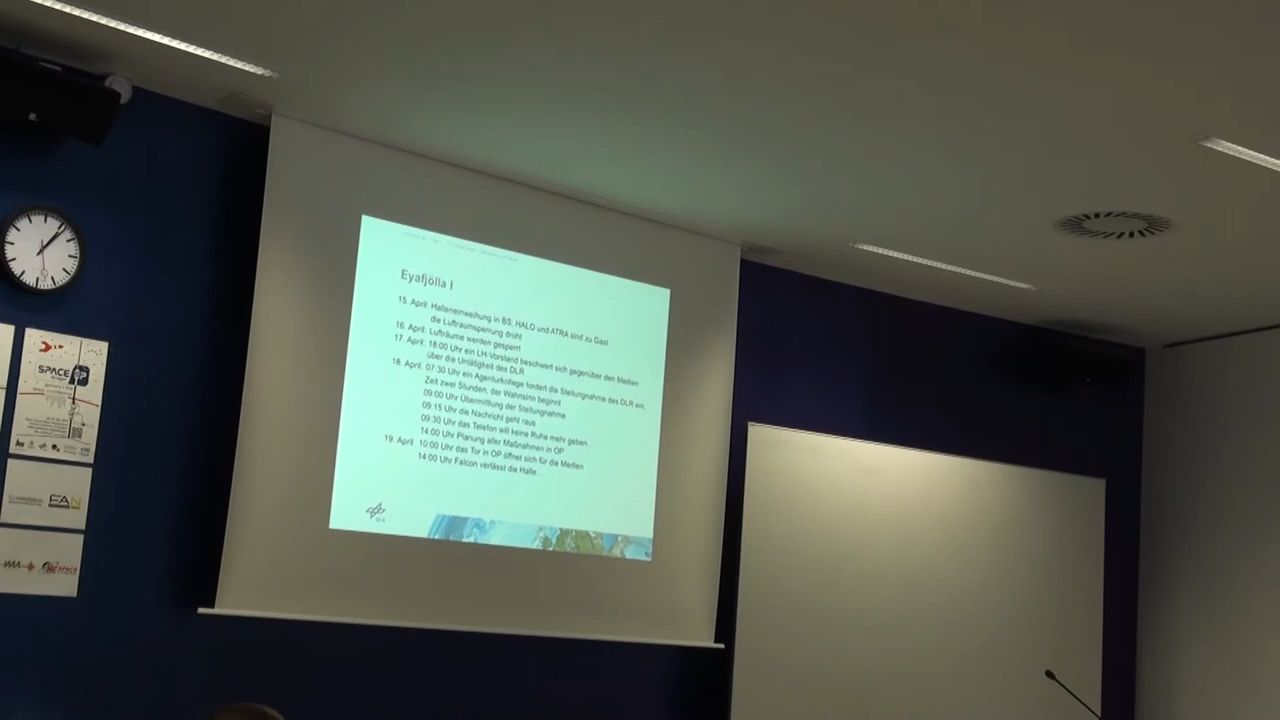 Eyafjölla I
15. April: Halleneinweihung in BS, HALO und ATRA sind zu Gast
die Luftraumsperrung droht
16. April: Lufträume werden gesperrt
17. April: 18:00 Uhr ein LH-Vorstand beschwert sich gegenüber den Medien
über die Untätigkeit des DLR
18. April: 07:30 Uhr ein Agenturkollege fordert die Stellungnahme des DLR ein,
Zeit zwei Stunden, der Wahnsinn beginnt
09:00 Uhr Übermittlung der Stellungnahme
09:15 Uhr die Nachricht geht raus
09:30 Uhr das Telefon will keine Ruhe mehr geben...
14:00 Uhr Planung aller Maßnahmen in OP
19. April 10:00 Uhr das Tor in OP öffnet sich für die Medien
14:00 Uhr Falcon verlässt die Halle...
DLR
SPACE UP
FAN
SPACE